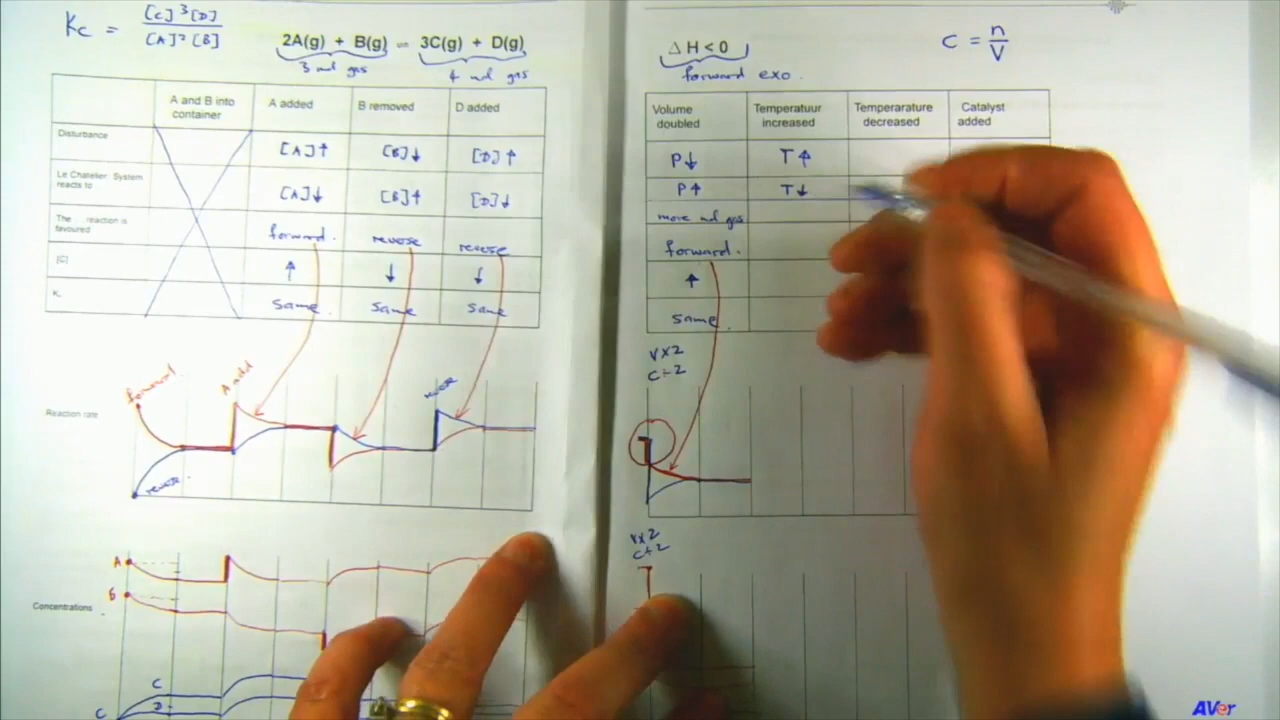 Kc = [C]³[D]
[A]²[B]
2A(g) + B(g) = 3C(g) + D(g)
3 mol gas 4 mol gas
A and B into container
A added
B removed
D added
Disturbance
[A]↑ [B]↓ [D]↑
Le Chatelier: System reacts to
[A]↓ [B]↑ [D]↓
The reaction is favoured
forward. reverse reverse
[C]
↑ ↓ ↓
Kc
same. same same
forward
A add
reverse
Reaction rate
reverse.
A
B
Concentrations
C
D
C
Δ H < 0
forward exo.
C = n
V
Volume doubled
Temperatuur increased
Temperarature decreased
Catalyst added
P↓ T↑
P↑ T↓
more mol gas
forward.
↑
same.
V×2
C÷2
V×2
C÷2
AVer